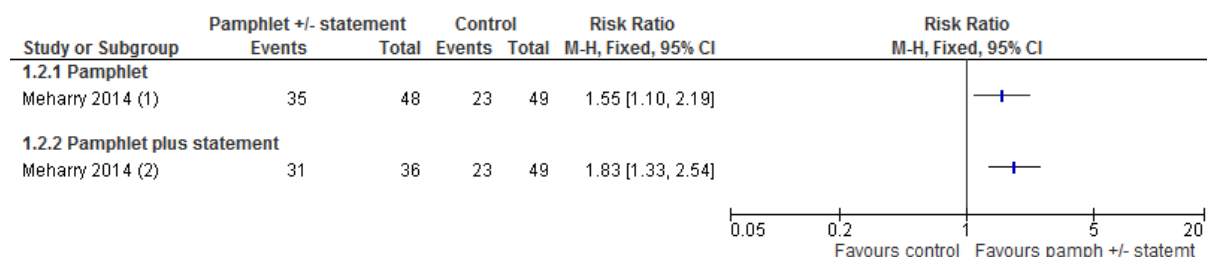 Pamphlet +/- statement Control Risk Ratio Risk Ratio
Study or Subgroup Events Total Events Total M-H, Fixed, 95% CI M-H, Fixed, 95% CI
1.2.1 Pamphlet
Meharry 2014 (1) 35 48 23 49 1.55 [1.10, 2.19]
1.2.2 Pamphlet plus statement
Meharry 2014 (2) 31 36 23 49 1.83 [1.33, 2.54]
0.05 0.2 1 5 20
Favours control Favours pamph +/- statemt